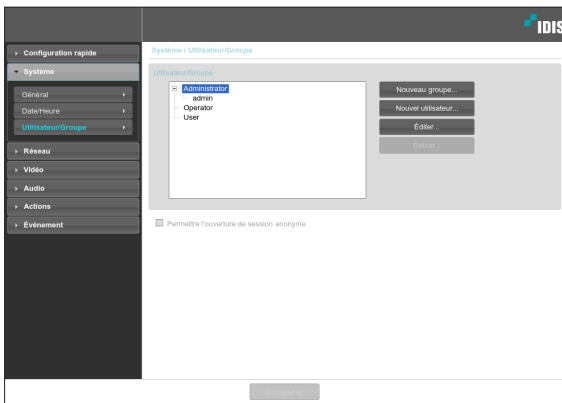 IDIS
Configuration rapide
Système
Général
Date/Heure
Utilisateur/Groupe
Réseau
Vidéo
Audio
Actions
Événement
Système / Utilisateur/Groupe
Utilisateur/Groupe
Administrator
admin
Operator
User
Nouveau groupe...
Nouvel utilisateur...
Éditer...
Retirer
Permettre l'ouverture de session anonyme
Enregistrer